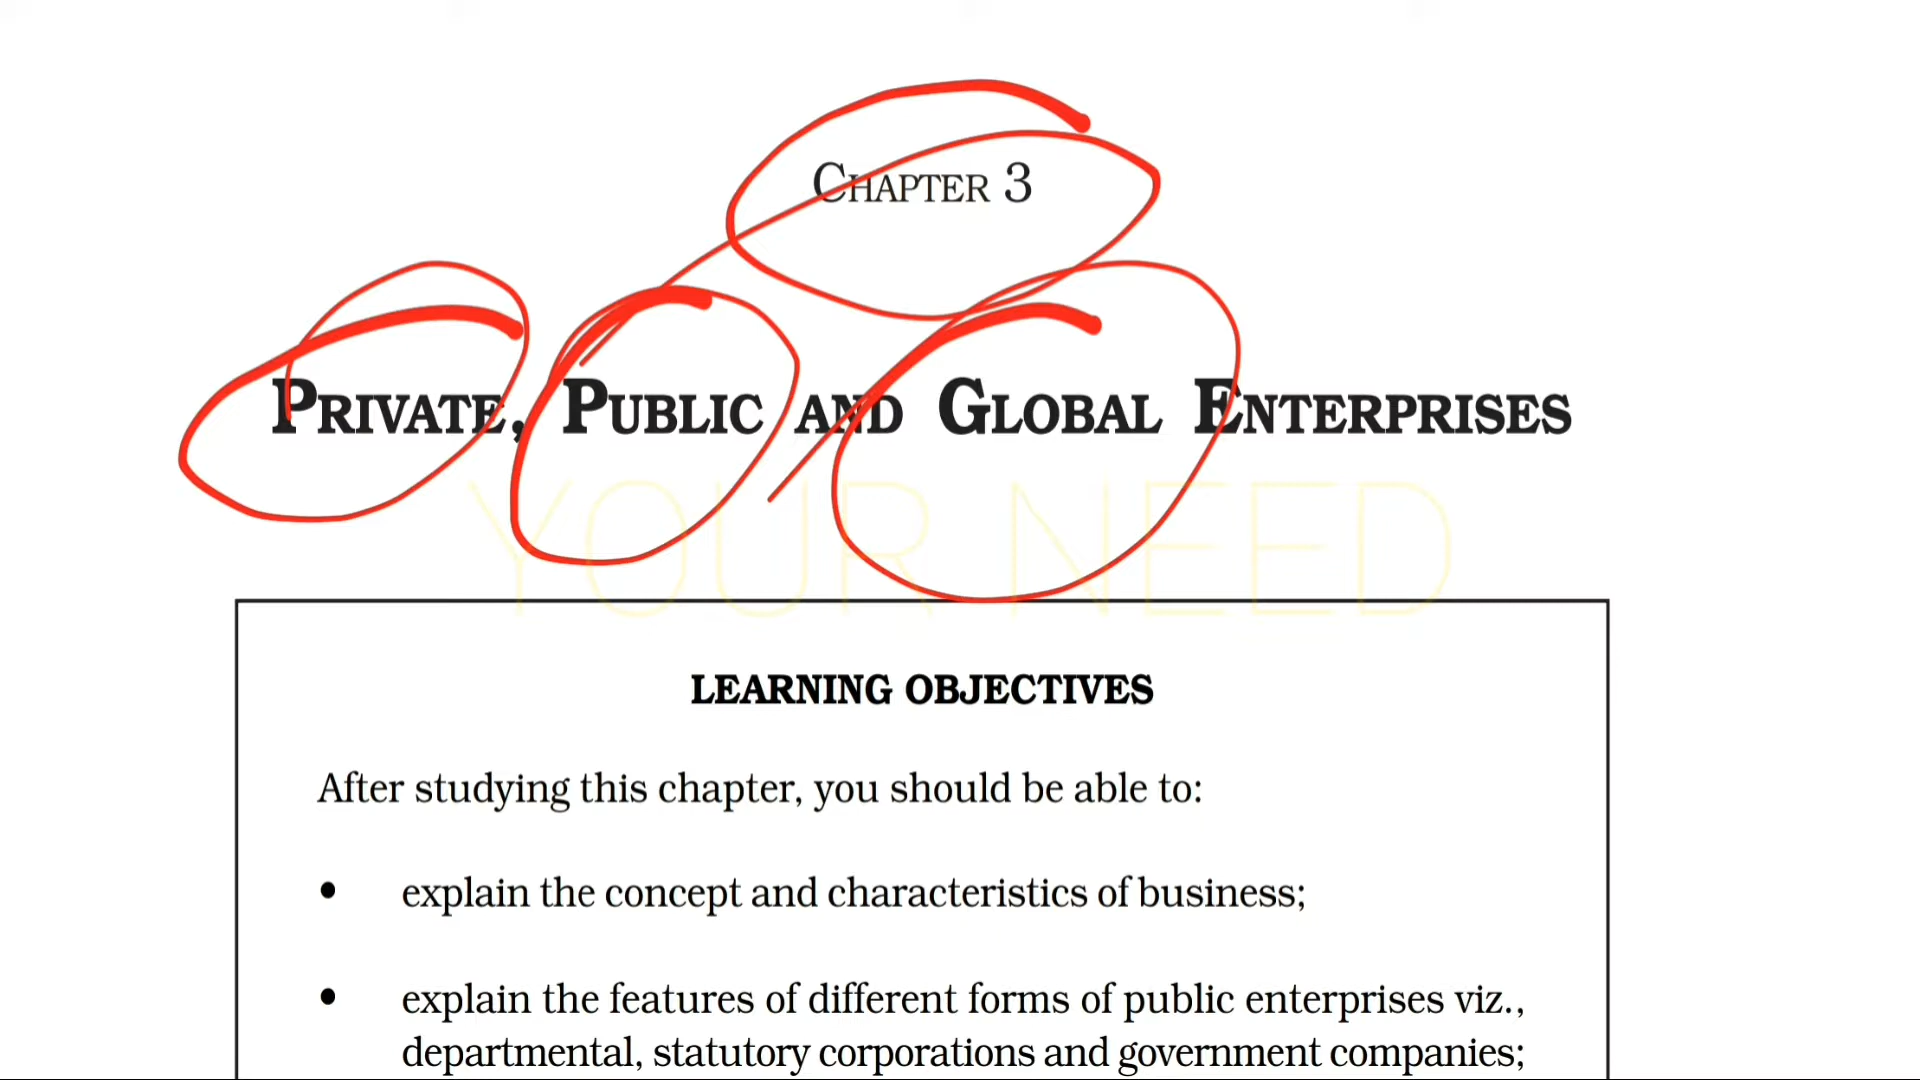 CHAPTER 3
PRIVATE, PUBLIC AND GLOBAL ENTERPRISES
YOUR NEED
LEARNING OBJECTIVES
After studying this chapter, you should be able to:
• explain the concept and characteristics of business;
• explain the features of different forms of public enterprises viz.,
departmental, statutory corporations and government companies;